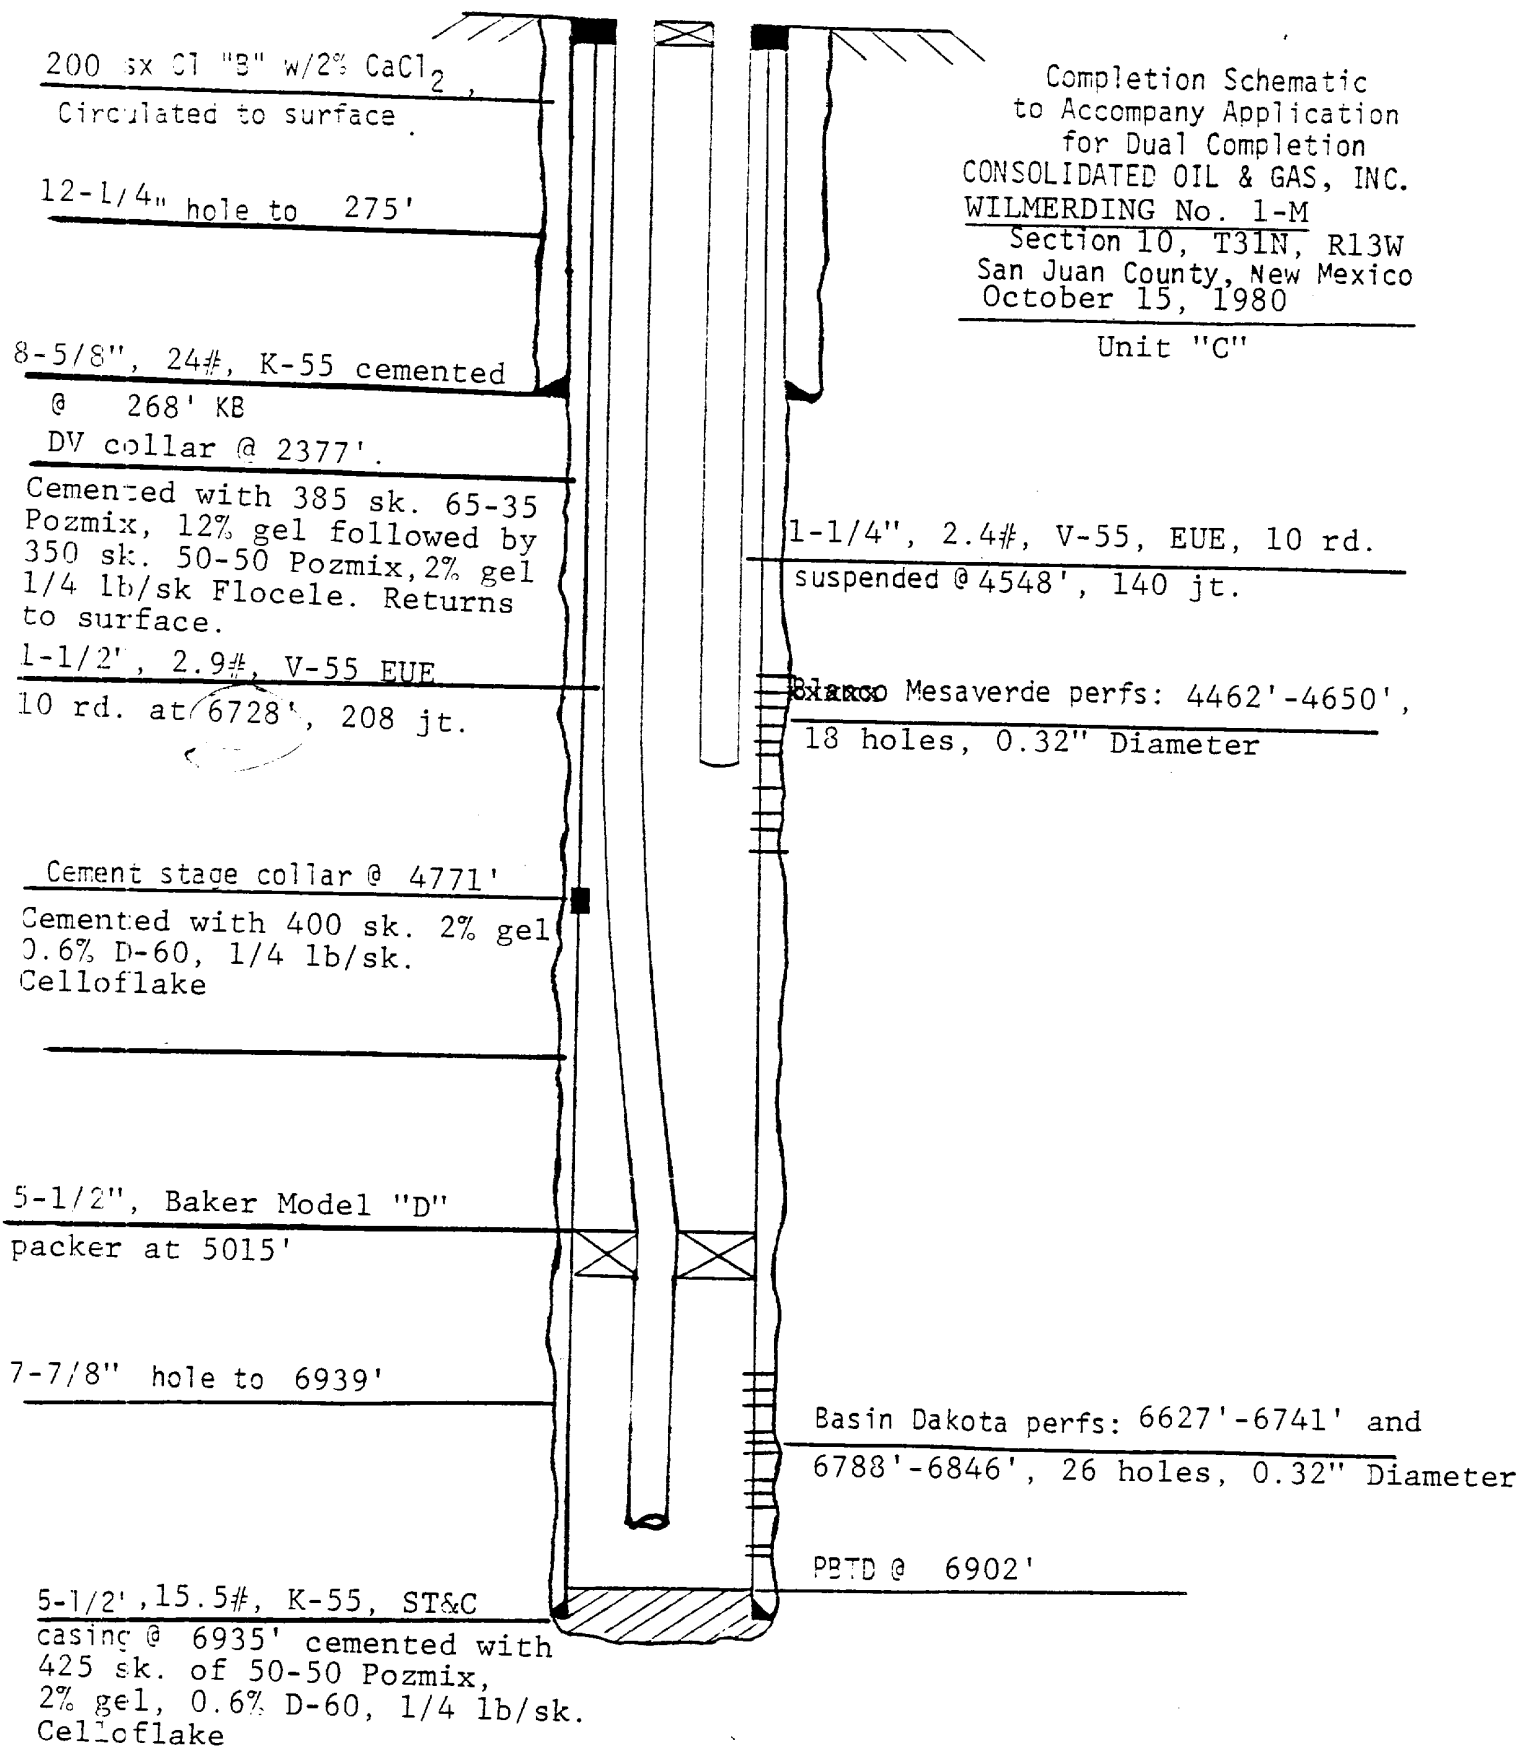 200 sx Cl "B" w/2% CaCl2,
Circulated to surface.
12-1/4" hole to 275'
8-5/8", 24#, K-55 cemented
@ 268' KB
DV collar @ 2377'.
Cemented with 385 sk. 65-35
Pozmix, 12% gel followed by
350 sk. 50-50 Pozmix, 2% gel
1/4 lb/sk Flocele. Returns
to surface.
1-1/2', 2.9#, V-55 EUE
10 rd. at 6728', 208 jt.
Cement stage collar @ 4771'
Cemented with 400 sk. 2% gel
0.6% D-60, 1/4 lb/sk.
Celloflake
5-1/2", Baker Model "D"
packer at 5015'
7-7/8" hole to 6939'
5-1/2', 15.5#, K-55, ST&C
casing @ 6935' cemented with
425 sk. of 50-50 Pozmix,
2% gel, 0.6% D-60, 1/4 lb/sk.
Celloflake
Completion Schematic
to Accompany Application
for Dual Completion
CONSOLIDATED OIL & GAS, INC.
WILMERDING No. 1-M
Section 10, T31N, R13W
San Juan County, New Mexico
October 15, 1980
Unit "C"
1-1/4", 2.4#, V-55, EUE, 10 rd.
suspended @ 4548', 140 jt.
Blanco Mesaverde perfs: 4462'-4650',
18 holes, 0.32" Diameter
Basin Dakota perfs: 6627'-6741' and
6788'-6846', 26 holes, 0.32" Diameter
PBTD @ 6902'